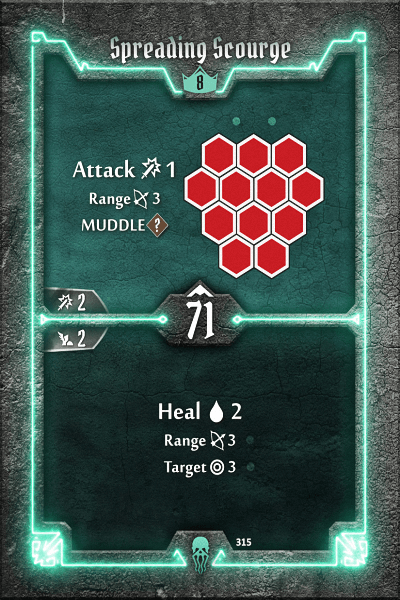 Spreading Scourge
8
Attack 1
Range 3
MUDDLE ?
2
71
2
Heal 2
Range 3
Target 3
315